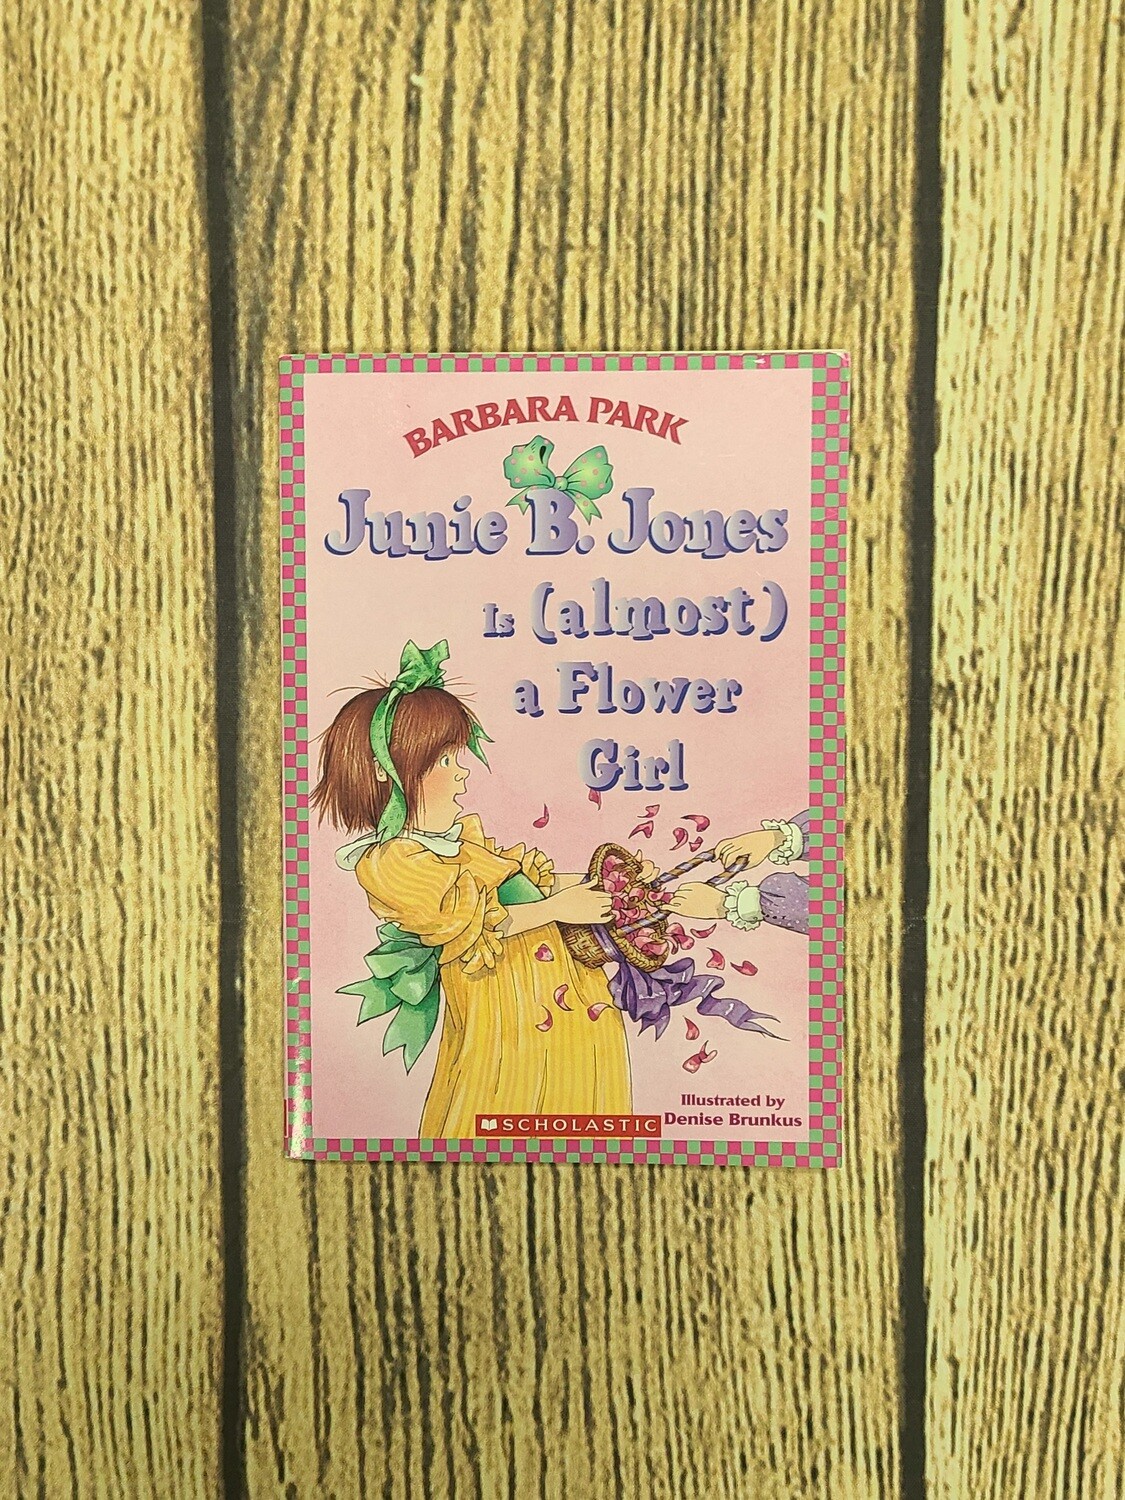 BARBARA PARK
Junie B. Jones
Is (almost)
a Flower
Girl
Illustrated by
SCHOLASTIC Denise Brunkus